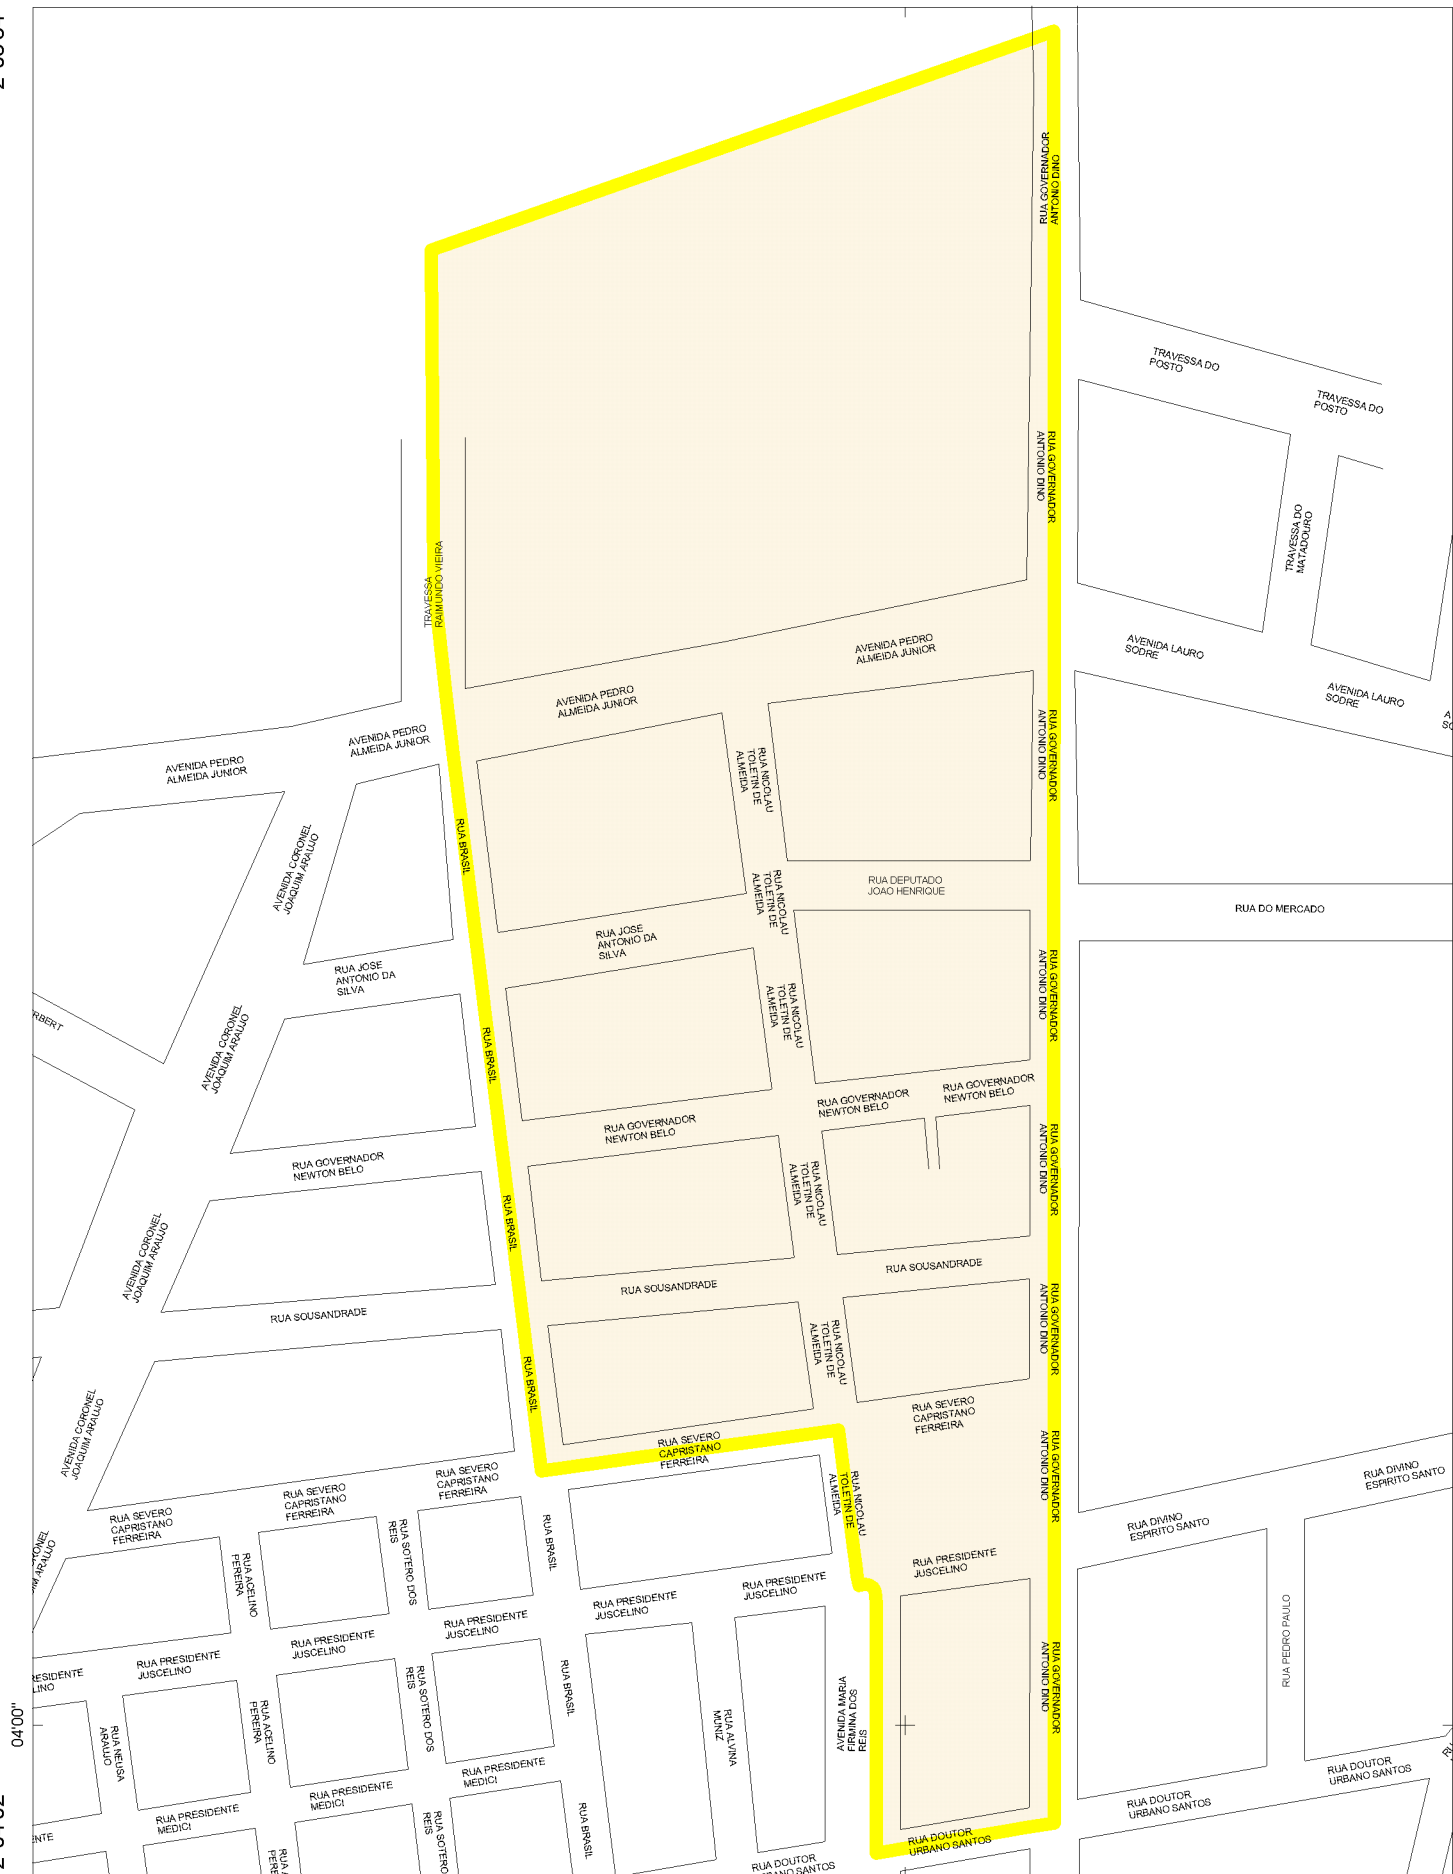 RUA GOVERNADOR
ANTONIO DINO
TRAVESSA DO
POSTO
TRAVESSA DO
POSTO
RUA GOVERNADOR
ANTONIO DINO
TRAVESSA DO
MATADOURO
TRAVESSA
RAIMUNDO VIEIRA
AVENIDA PEDRO
ALMEIDA JUNIOR
AVENIDA LAURO
SODRE
AVENIDA PEDRO
ALMEIDA JUNIOR
AVENIDA LAURO
SODRE
AVENIDA PEDRO
ALMEIDA JUNIOR
AVENIDA PEDRO
ALMEIDA JUNIOR
RUA NICOLAU
TOLETIN DE
ALMEIDA
RUA GOVERNADOR
ANTONIO DINO
RUA BRASIL
AVENIDA CORONEL
JOAQUIM ARAUJO
RUA NICOLAU
TOLETIN DE
ALMEIDA
RUA DEPUTADO
JOAO HENRIQUE
RUA DO MERCADO
RUA JOSE
ANTONIO DA
SILVA
RUA JOSE
ANTONIO DA
SILVA
RUA NICOLAU
TOLETIN DE
ALMEIDA
RUA GOVERNADOR
ANTONIO DINO
RBERT
AVENIDA CORONEL
JOAQUIM ARAUJO
RUA BRASIL
RUA GOVERNADOR
NEWTON BELO
RUA GOVERNADOR
NEWTON BELO
RUA GOVERNADOR
NEWTON BELO
RUA GOVERNADOR
NEWTON BELO
RUA NICOLAU
TOLETIN DE
ALMEIDA
RUA GOVERNADOR
ANTONIO DINO
RUA BRASIL
AVENIDA CORONEL
JOAQUIM ARAUJO
RUA SOUSANDRADE
RUA SOUSANDRADE
RUA SOUSANDRADE
RUA NICOLAU
TOLETIN DE
ALMEIDA
RUA GOVERNADOR
ANTONIO DINO
RUA BRASIL
AVENIDA CORONEL
JOAQUIM ARAUJO
RUA SEVERO
CAPRISTANO
FERREIRA
RUA SEVERO
CAPRISTANO
FERREIRA
RUA SEVERO
CAPRISTANO
FERREIRA
RUA SEVERO
CAPRISTANO
FERREIRA
RUA SEVERO
CAPRISTANO
FERREIRA
RUA NICOLAU
TOLETIN DE
ALMEIDA
RUA GOVERNADOR
ANTONIO DINO
RUA DIVINO
ESPIRITO SANTO
RUA DIVINO
ESPIRITO SANTO
RUA BRASIL
RUA SOTERO DOS
REIS
RUA ACELINO
PEREIRA
RUA PRESIDENTE
JUSCELINO
RUA PRESIDENTE
JUSCELINO
RUA PRESIDENTE
JUSCELINO
RUA PRESIDENTE
JUSCELINO
RUA PRESIDENTE
JUSCELINO
RUA PRESIDENTE
JUSCELINO
RUA PEDRO PAULO
RUA GOVERNADOR
ANTONIO DINO
RUA BRASIL
RUA SOTERO DOS
REIS
RUA ACELINO
PEREIRA
RUA NEUSA
ARAUJO
RUA ALVINA
MUNIZ
AVENIDA MARIA
FIRMINA DOS
REIS
04'00"
RUA PRESIDENTE
MEDICI
RUA PRESIDENTE
MEDICI
RUA PRESIDENTE
MEDICI
RUA DOUTOR
URBANO SANTOS
RUA DOUTOR
URBANO SANTOS
RUA DOUTOR
URBANO SANTOS
RUA BRASIL
RUA SOTERO
REIS
RUA DOUTOR